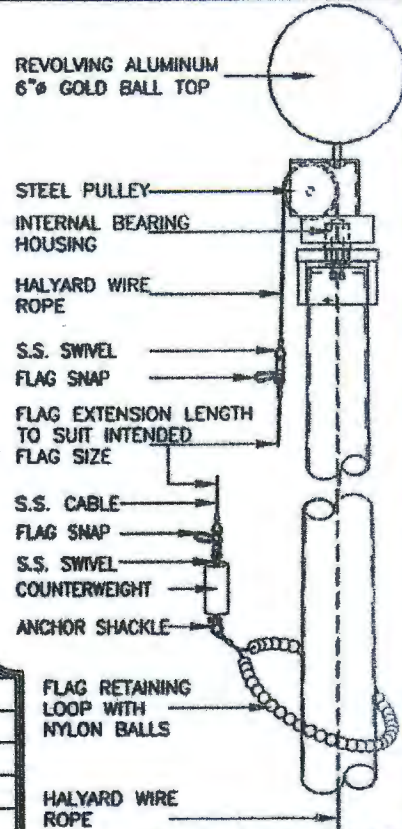 REVOLVING ALUMINUM
6"ø GOLD BALL TOP
STEEL PULLEY
INTERNAL BEARING
HOUSING
HALYARD WIRE
ROPE
S.S. SWIVEL
FLAG SNAP
FLAG EXTENSION LENGTH
TO SUIT INTENDED
FLAG SIZE
S.S. CABLE
FLAG SNAP
S.S. SWIVEL
COUNTERWEIGHT
ANCHOR SHACKLE
FLAG RETAINING
LOOP WITH
NYLON BALLS
HALYARD WIRE
ROPE